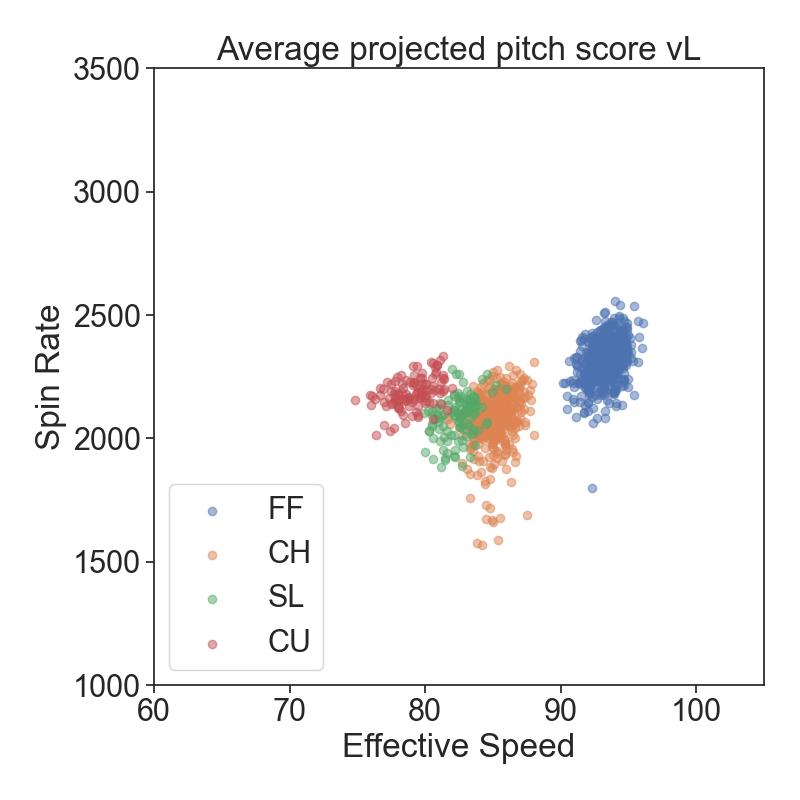 Average projected pitch score vL
3500
3000
2500
2000
1500
1000
Spin Rate
FF
CH
SL
CU
60 70 80 90 100
Effective Speed